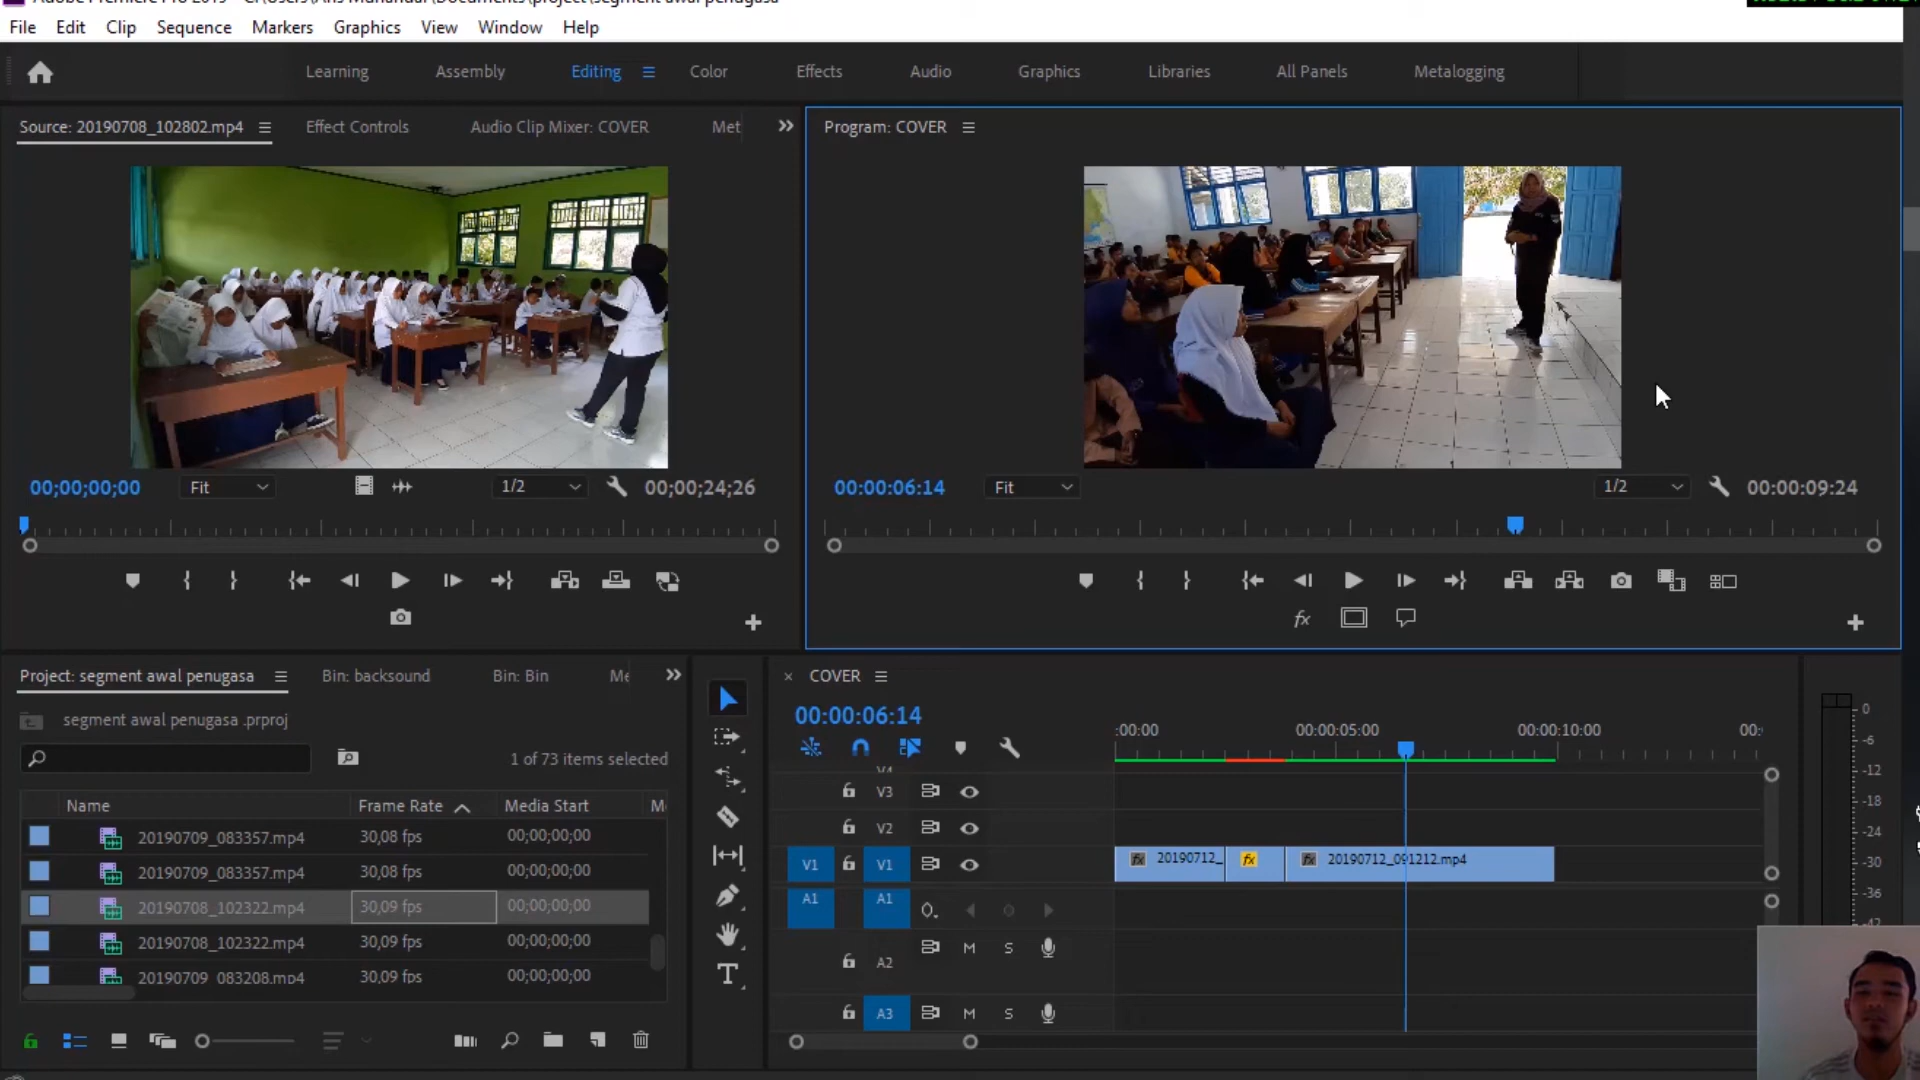 File Edit Clip Sequence Markers Graphics View Window Help
Learning Assembly Editing Color Effects Audio Graphics Libraries All Panels Metalogging
Source: 20190708_102802.mp4 Effect Controls Audio Clip Mixer: COVER Met
Program: COVER
00;00;00;00 Fit 1/2 00;00;24;26
00:00:06:14 Fit 1/2 00:00:09:24
fx
Project: segment awal penugasa Bin: backsound Bin: Bin Me
segment awal penugasa .prproj
1 of 73 items selected
Name Frame Rate Media Start M
20190709_083357.mp4 30,08 fps 00;00;00;00
20190709_083357.mp4 30,08 fps 00;00;00;00
20190708_102322.mp4 30,09 fps 00;00;00;00
20190708_102322.mp4 30,09 fps 00;00;00;00
20190709_083208.mp4 30,09 fps 00;00;00;00
T
COVER
00:00:06:14
:00:00 00:00:05:00 00:00:10:00 00:
V4
V3
V2
V1 V1 fx 20190712_ fx fx 20190712_091212.mp4
A1 A1
A2 M S
A3 M S
0
-6
-12
-18
-24
-30
-36
-42